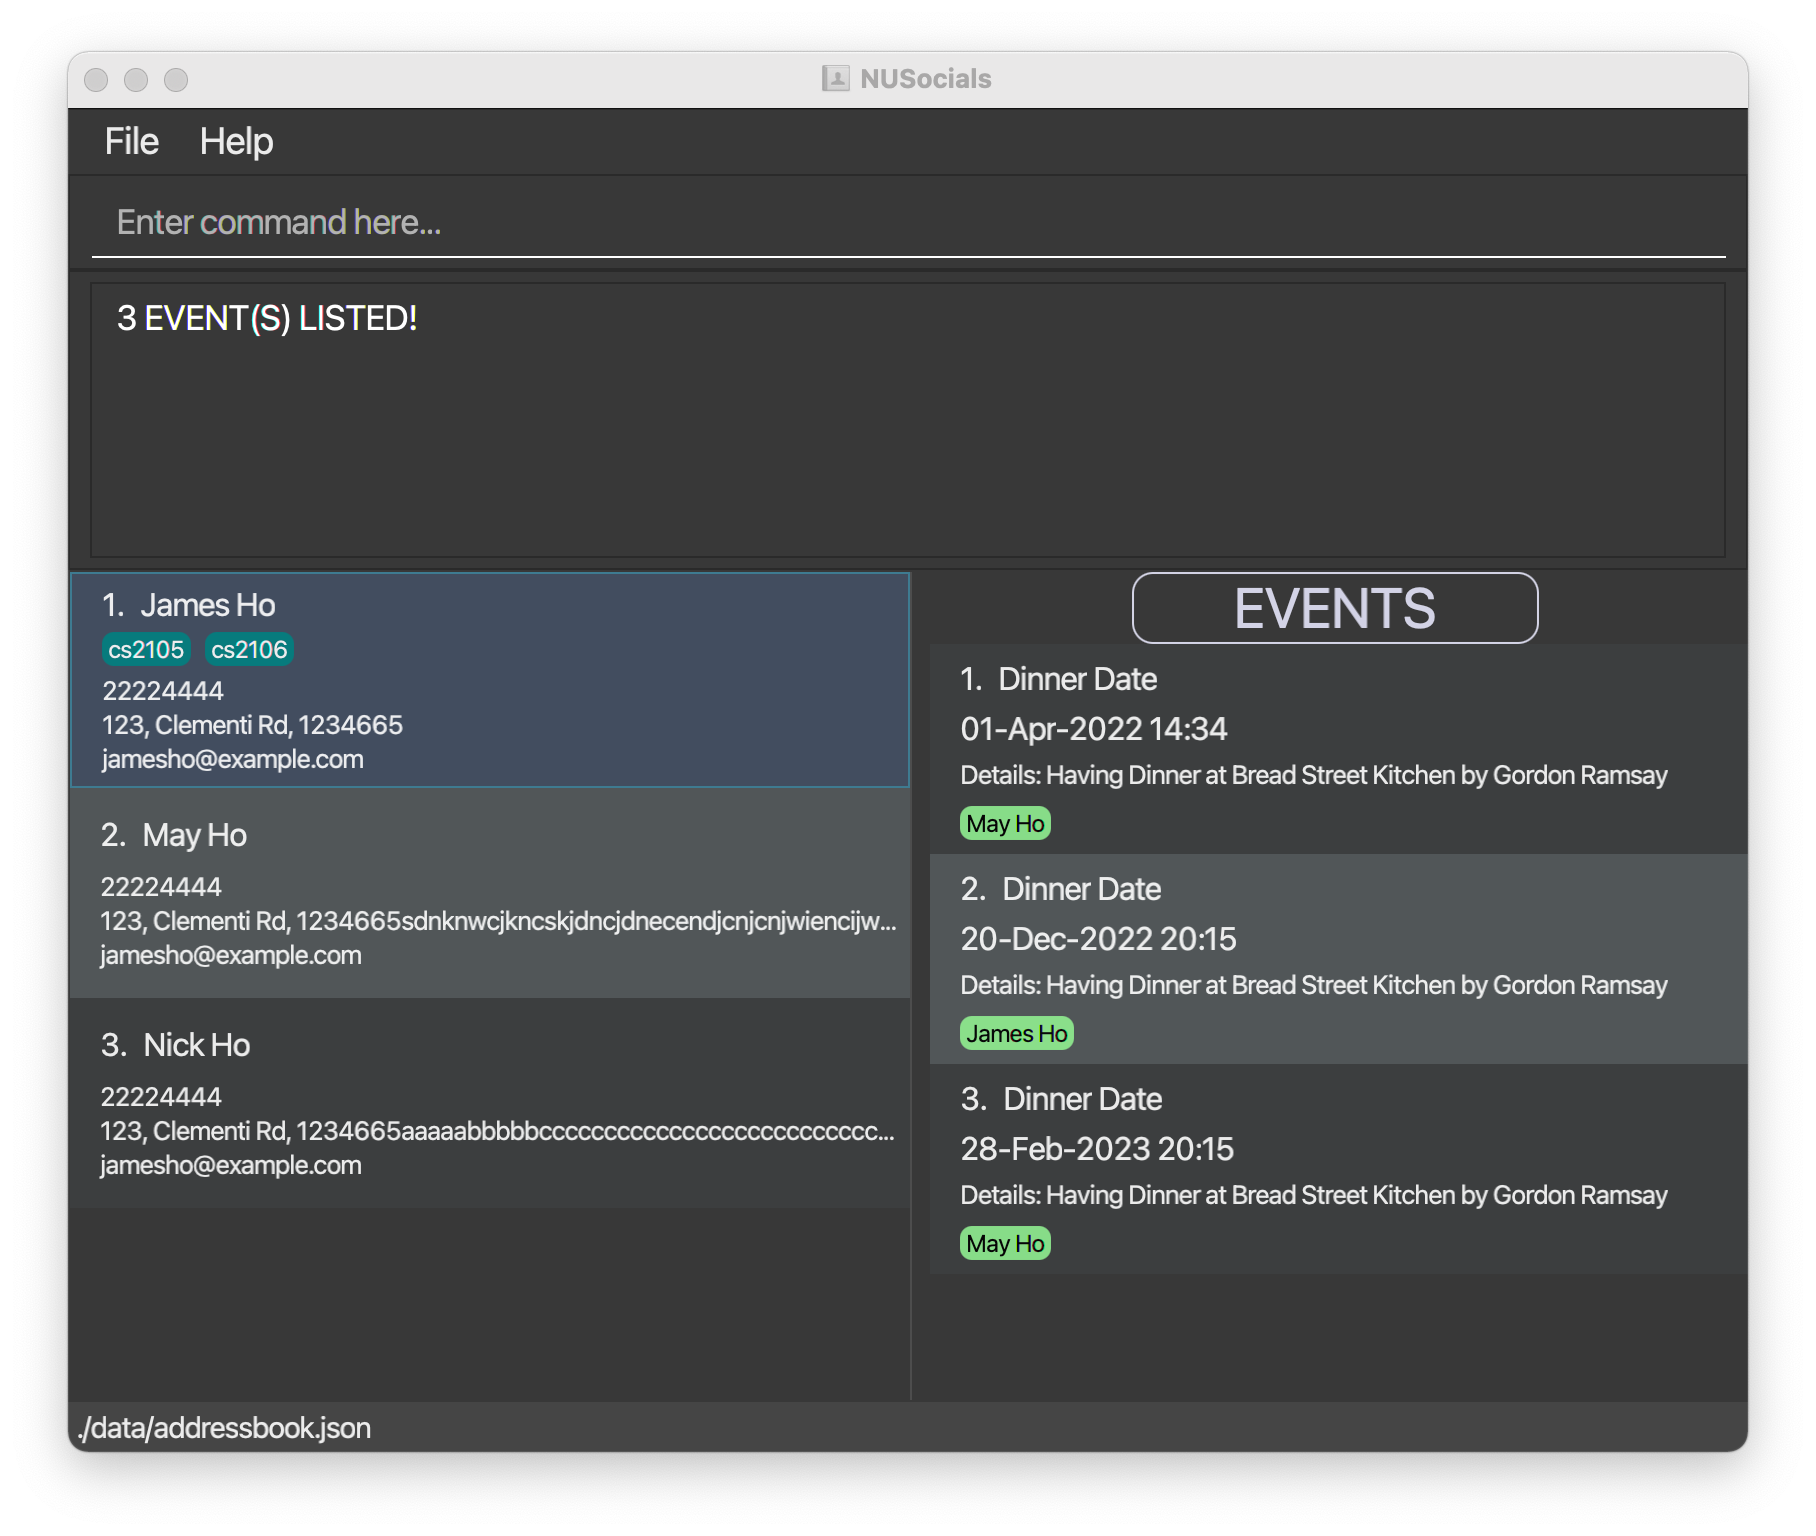 NUSocials
File Help
Enter command here...
3 EVENT(S) LISTED!
1. James Ho
cs2105 cs2106
22224444
123, Clementi Rd, 1234665
jamesho@example.com
2. May Ho
22224444
123, Clementi Rd, 1234665sdnknwcjkncskjdncjdnecendjcnjcnjwiencijw...
jamesho@example.com
3. Nick Ho
22224444
123, Clementi Rd, 1234665aaaaabbbbbcccccccccccccccccccccccccc...
jamesho@example.com
EVENTS
1. Dinner Date
01-Apr-2022 14:34
Details: Having Dinner at Bread Street Kitchen by Gordon Ramsay
May Ho
2. Dinner Date
20-Dec-2022 20:15
Details: Having Dinner at Bread Street Kitchen by Gordon Ramsay
James Ho
3. Dinner Date
28-Feb-2023 20:15
Details: Having Dinner at Bread Street Kitchen by Gordon Ramsay
May Ho
./data/addressbook.json